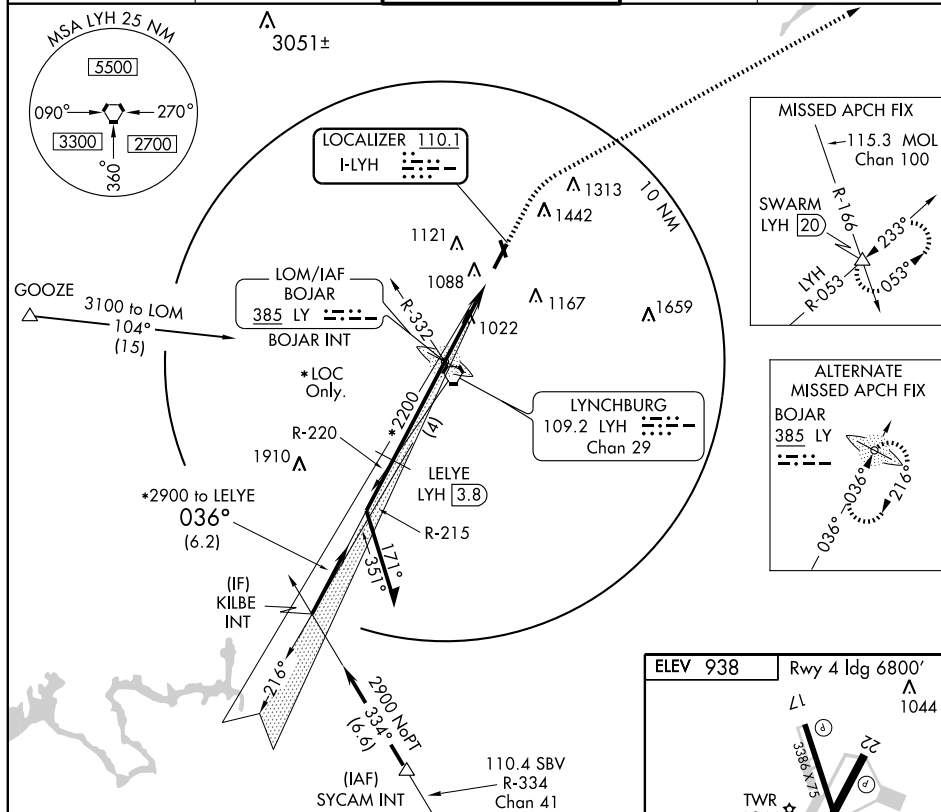 MSA LYH 25 NM
5500
090°
270°
3300
2700
360°
3051±
LOCALIZER 110.1
I-LYH
1313
1442
10 NM
1121
1088
1167
1659
1022
GOOZE
3100 to LOM
104°
(15)
LOM/IAF
BOJAR
385 LY
BOJAR INT
R-332
*LOC
Only.
LYNCHBURG
109.2 LYH
Chan 29
*2200
(4)
R-220
1910
LELYE
LYH 3.8
R-215
*2900 to LELYE
036°
(6.2)
171°
351°
(IF)
KILBE
INT
216°
2900 NoPT
334°
(6.6)
(IAF)
SYCAM INT
110.4 SBV
R-334
Chan 41
MISSED APCH FIX
115.3 MOL
Chan 100
R-166
SWARM
LYH 20
233°
053°
LYH
R-053
ALTERNATE
MISSED APCH FIX
BOJAR
385 LY
036°
036°
216°
ELEV 938
Rwy 4 ldg 6800'
1044
17
P
22
P
3386 X 75
TWR